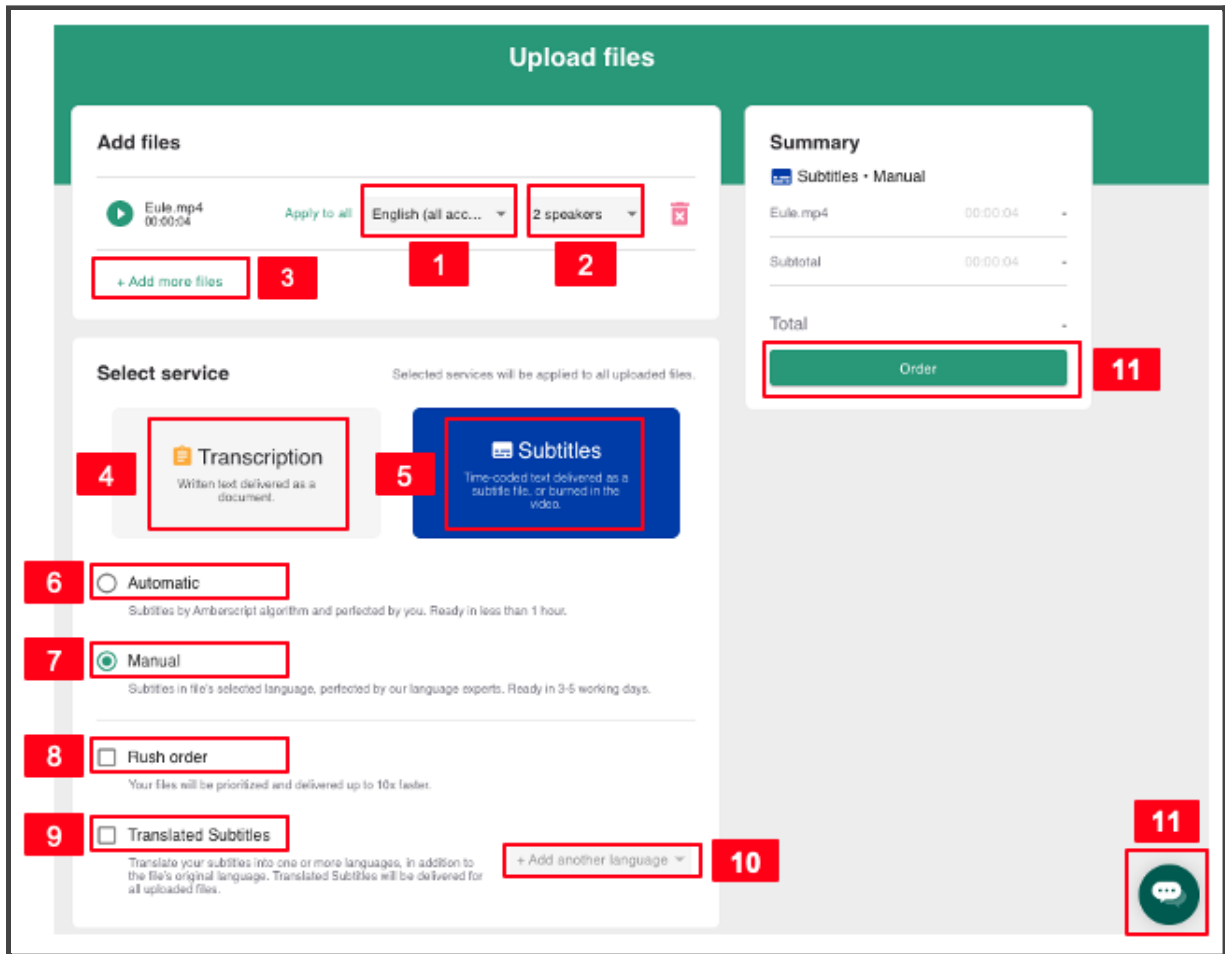 Upload files
Add files
Eule.mp4
00:00:04
Apply to all
English (all acc...
2 speakers
1
2
+ Add more files
3
Summary
Subtitles • Manual
Eule.mp4 00:00:04 -
Subtotal 00:00:04 -
Total -
Order
11
Select service
Selected services will be applied to all uploaded files.
4
Transcription
Written text delivered as a
document.
5
Subtitles
Time-coded text delivered as a
subtitle file, or burned in the
video.
6
Automatic
Subtitles by Amberscript algorithm and perfected by you. Ready in less than 1 hour.
7
Manual
Subtitles in file's selected language, perfected by our language experts. Ready in 3-5 working days.
8
Rush order
Your files will be prioritized and delivered up to 10x faster.
9
Translated Subtitles
Translate your subtitles into one or more languages, in addition to
the file's original language. Translated Subtitles will be delivered for
all uploaded files.
+ Add another language
10
11